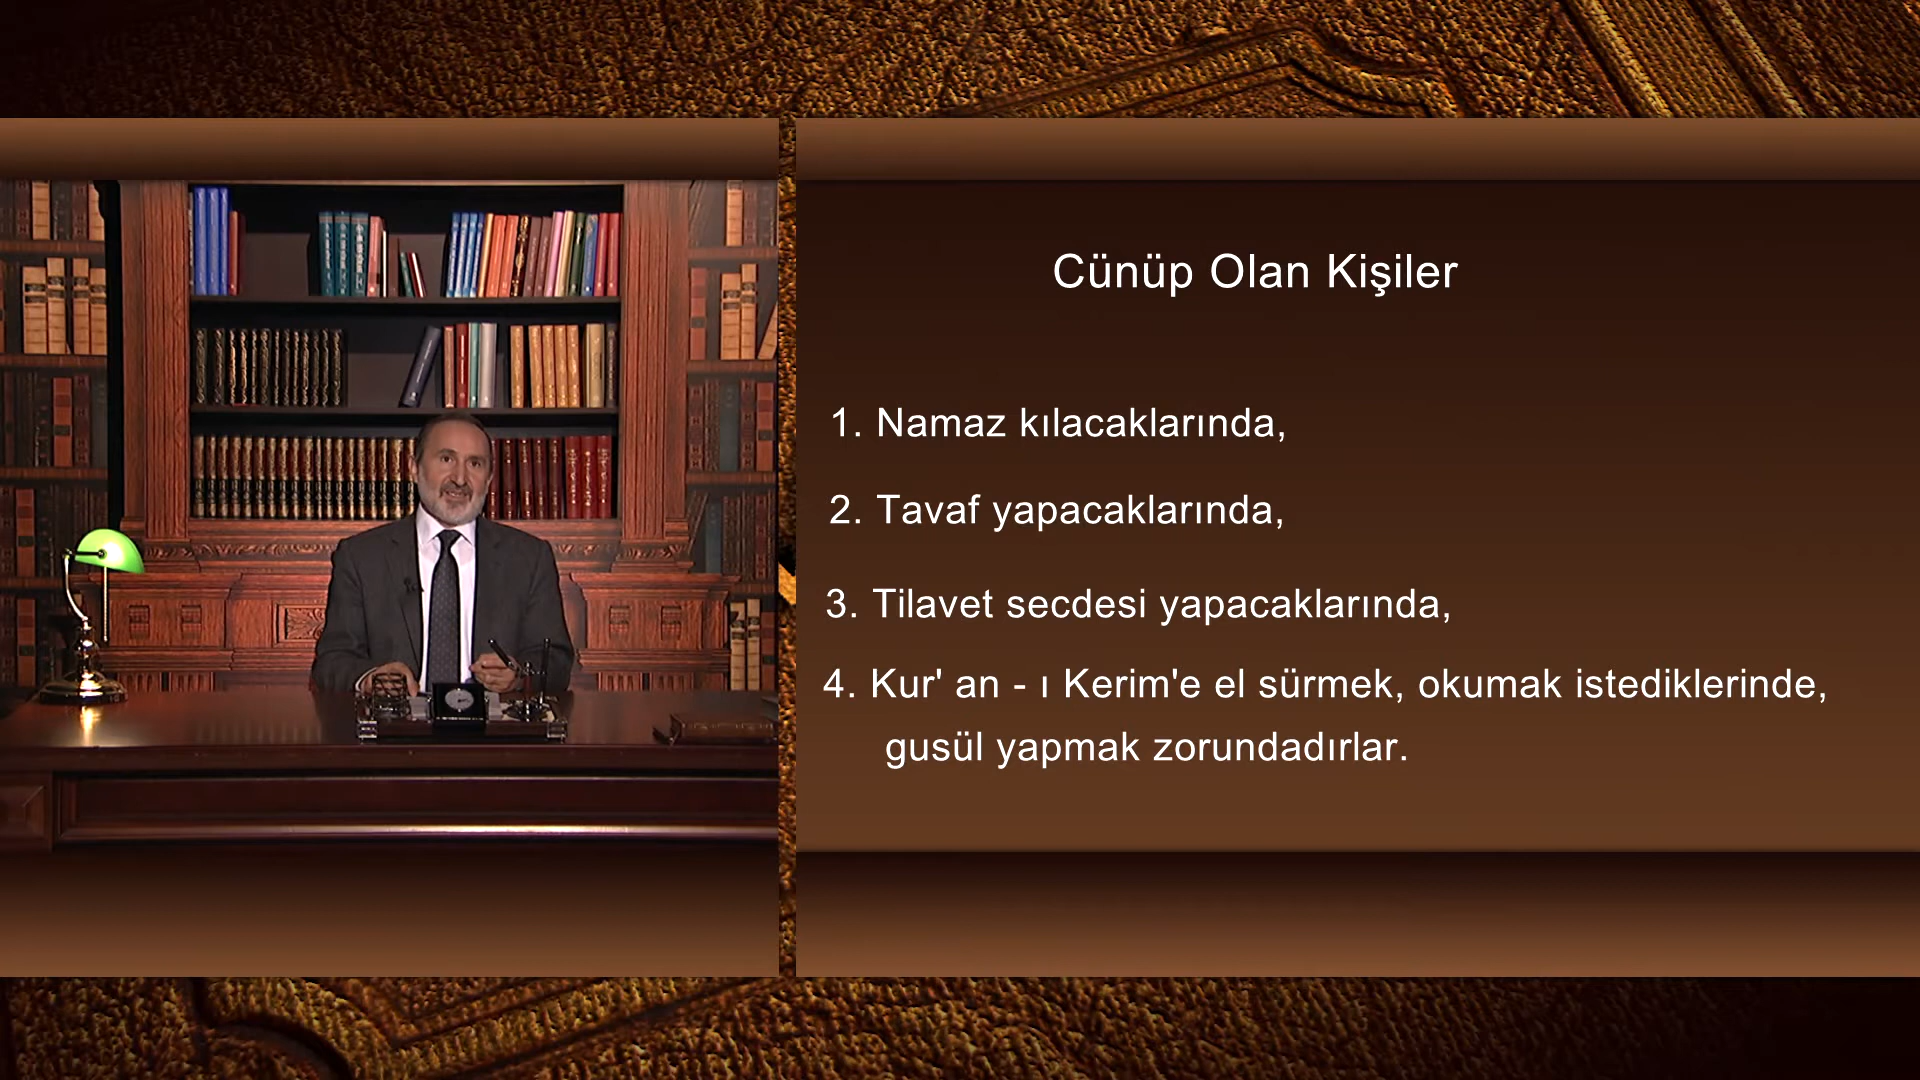 Cünüp Olan Kişiler
1. Namaz kılacaklarında,
2. Tavaf yapacaklarında,
3. Tilavet secdesi yapacaklarında,
4. Kur' an - ı Kerim'e el sürmek, okumak istediklerinde,
gusül yapmak zorundadırlar.